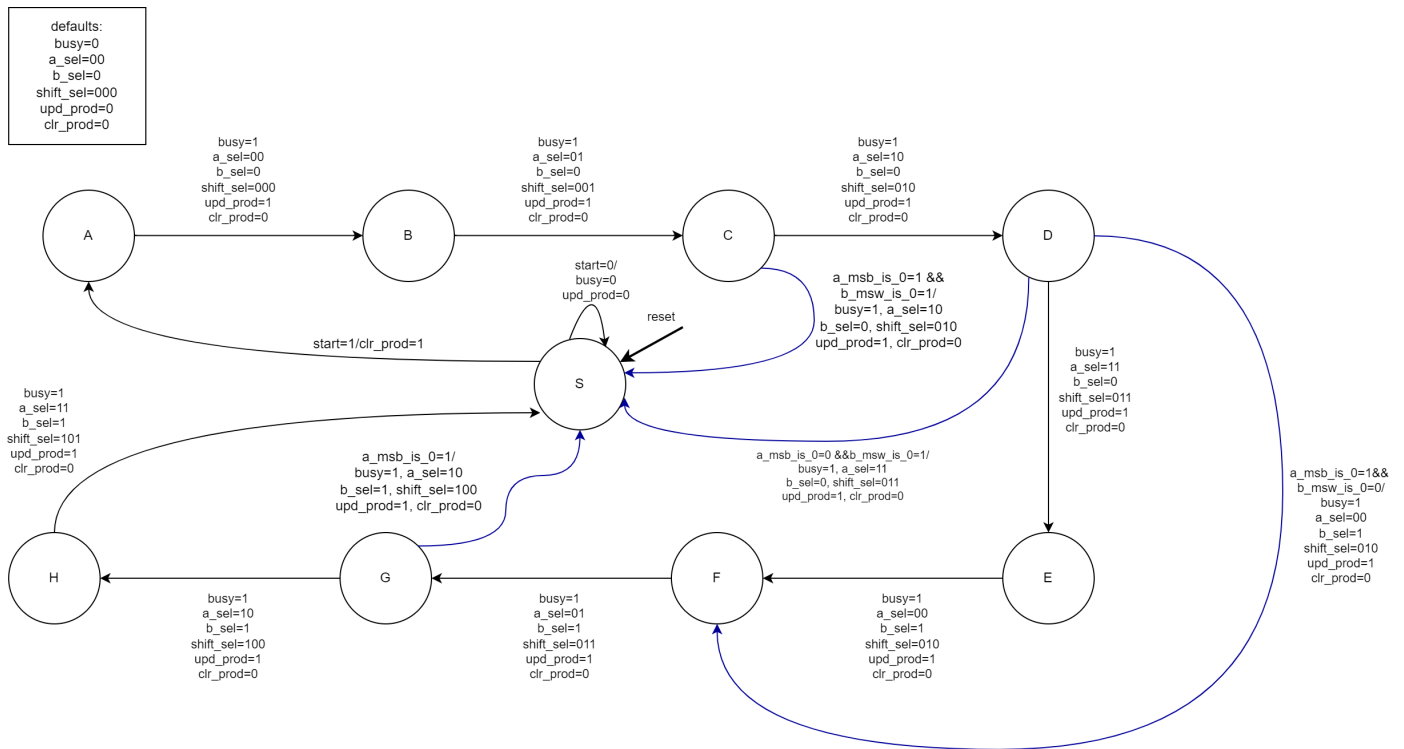 defaults:
busy=0
a_sel=00
b_sel=0
shift_sel=000
upd_prod=0
clr_prod=0
busy=1
a_sel=00
b_sel=0
shift_sel=000
upd_prod=1
clr_prod=0
busy=1
a_sel=01
b_sel=0
shift_sel=001
upd_prod=1
clr_prod=0
busy=1
a_sel=10
b_sel=0
shift_sel=010
upd_prod=1
clr_prod=0
A
B
C
D
start=0/
busy=0
upd_prod=0
reset
start=1/clr_prod=1
S
a_msb_is_0=1 &&
b_msw_is_0=1/
busy=1, a_sel=10
b_sel=0, shift_sel=010
upd_prod=1, clr_prod=0
busy=1
a_sel=11
b_sel=0
shift_sel=011
upd_prod=1
clr_prod=0
busy=1
a_sel=11
b_sel=1
shift_sel=101
upd_prod=1
clr_prod=0
a_msb_is_0=1/
busy=1, a_sel=10
b_sel=1, shift_sel=100
upd_prod=1, clr_prod=0
a_msb_is_0=0 &&b_msw_is_0=1/
busy=1, a_sel=11
b_sel=0, shift_sel=011
upd_prod=1, clr_prod=0
a_msb_is_0=1&&
b_msw_is_0=0/
busy=1
a_sel=00
b_sel=1
shift_sel=010
upd_prod=1
clr_prod=0
H
G
F
E
busy=1
a_sel=10
b_sel=1
shift_sel=100
upd_prod=1
clr_prod=0
busy=1
a_sel=01
b_sel=1
shift_sel=011
upd_prod=1
clr_prod=0
busy=1
a_sel=00
b_sel=1
shift_sel=010
upd_prod=1
clr_prod=0